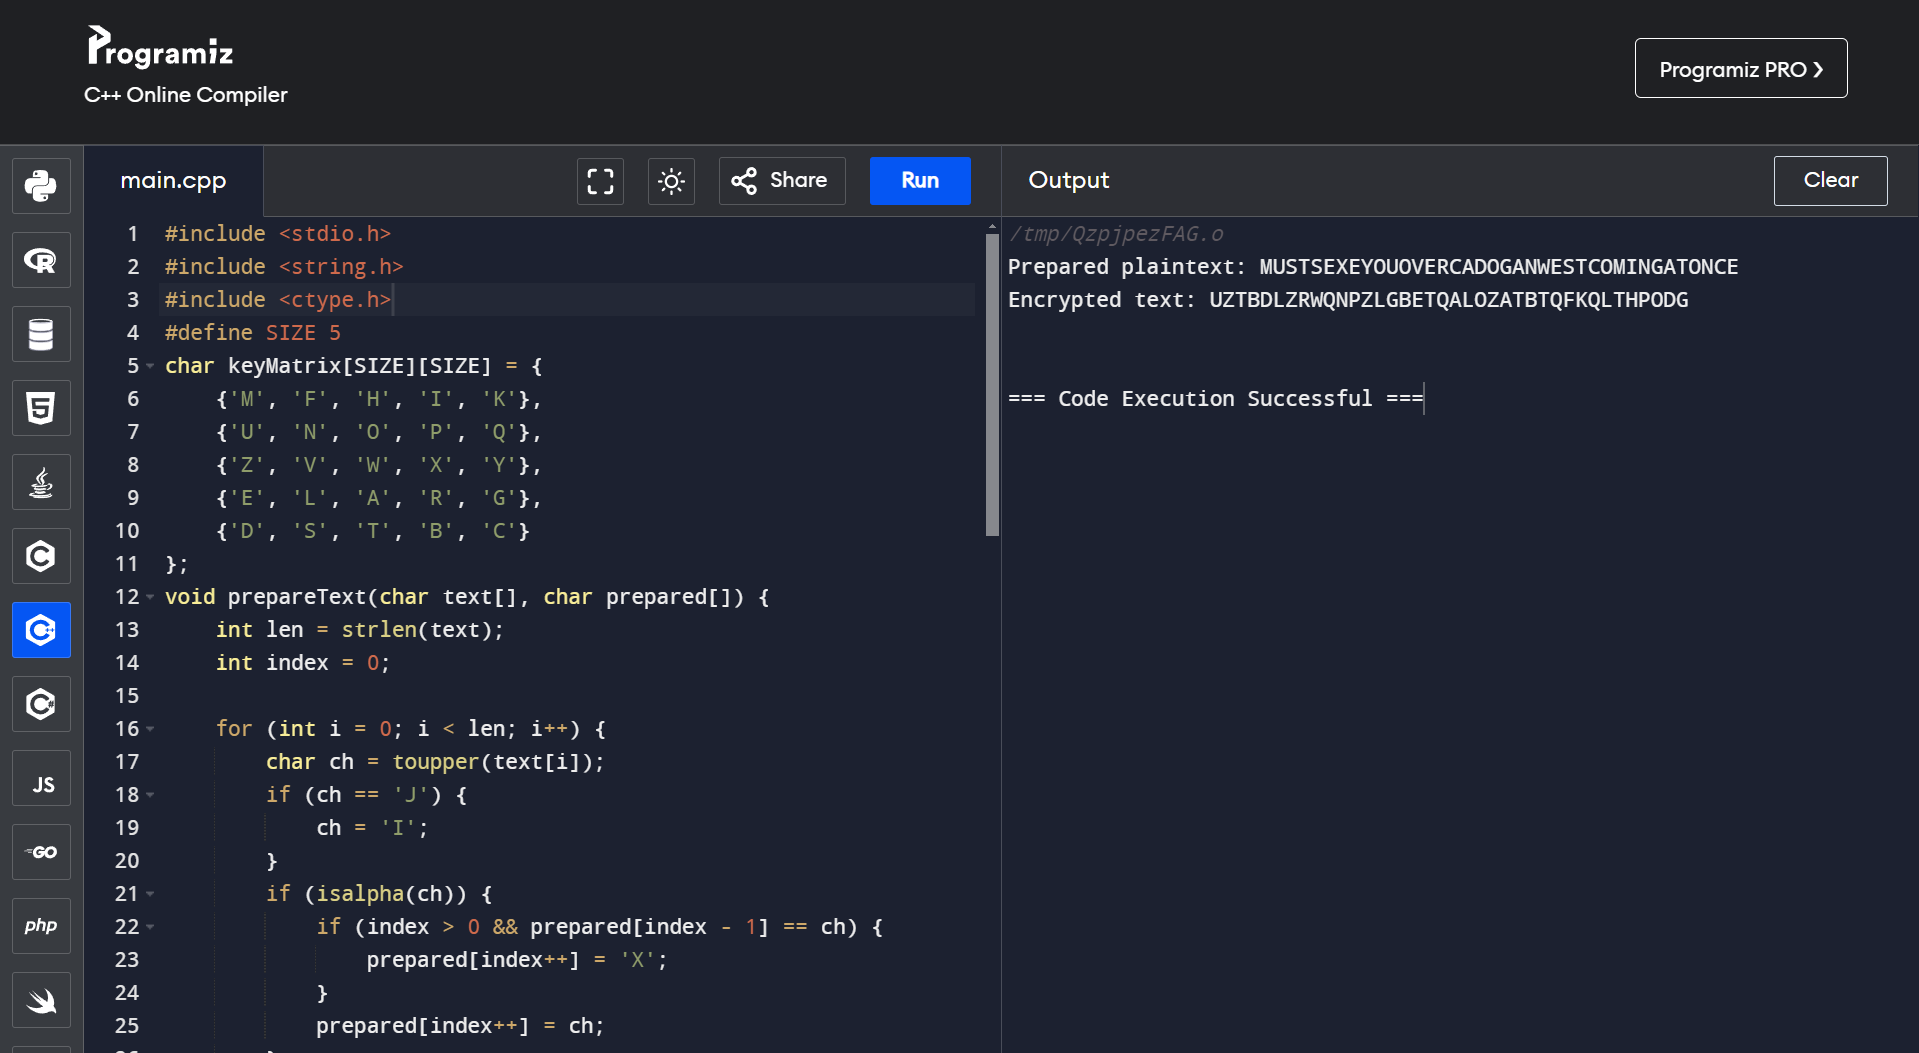 Programiz
C++ Online Compiler
Programiz PRO ❯
main.cpp
Share
Run
Output
Clear
JS
GO
php
1 #include <stdio.h>
2 #include <string.h>
3 #include <ctype.h>
4 #define SIZE 5
5 char keyMatrix[SIZE][SIZE] = {
6     {'M', 'F', 'H', 'I', 'K'},
7     {'U', 'N', 'O', 'P', 'Q'},
8     {'Z', 'V', 'W', 'X', 'Y'},
9     {'E', 'L', 'A', 'R', 'G'},
10     {'D', 'S', 'T', 'B', 'C'}
11 };
12 void prepareText(char text[], char prepared[]) {
13     int len = strlen(text);
14     int index = 0;
15
16     for (int i = 0; i < len; i++) {
17         char ch = toupper(text[i]);
18         if (ch == 'J') {
19             ch = 'I';
20         }
21         if (isalpha(ch)) {
22             if (index > 0 && prepared[index - 1] == ch) {
23                 prepared[index++] = 'X';
24             }
25             prepared[index++] = ch;
/tmp/QzpjpezFAG.o
Prepared plaintext: MUSTSEXEYOUOVERCADOGANWESTCOMINGATONCE
Encrypted text: UZTBDLZRWQNPZLGBETQALOZATBTQFKQLTHPODG
=== Code Execution Successful ===